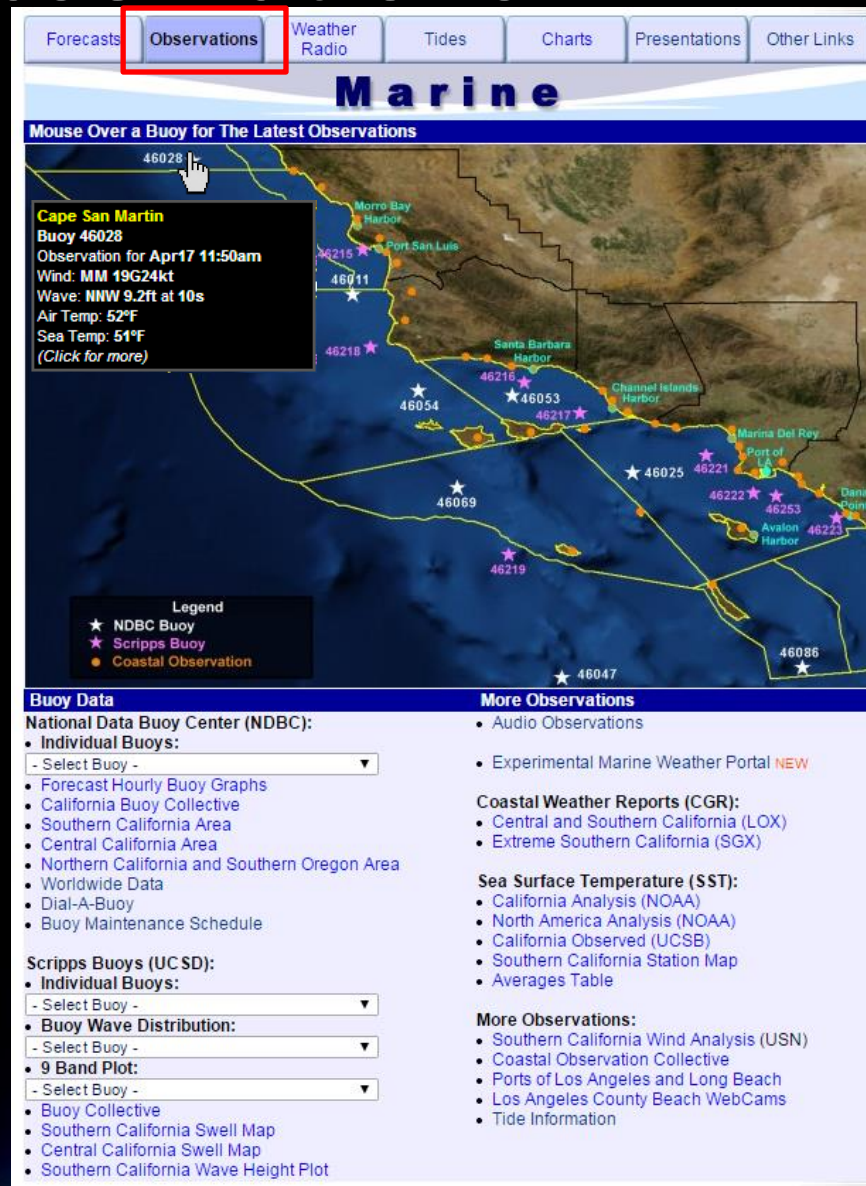 Forecasts
Observations
Weather
Radio
Tides
Charts
Presentations
Other Links
Marine
Mouse Over a Buoy for The Latest Observations
46028
Cape San Martin
Buoy 46028
Observation for Apr17 11:50am
Wind: MM 19G24kt
Wave: NNW 9.2ft at 10s
Air Temp: 52°F
Sea Temp: 51°F
(Click for more)
Morro Bay
Harbor
46215
Port San Luis
46011
46218
Santa Barbara
Harbor
46216
46054
46053
46217
Channel Islands
Harbor
Marina Del Rey
Port of
LA
46025
46221
46069
46222
46253
Dana
Point
46223
Avalon
Harbor
46219
Legend
NDBC Buoy
Scripps Buoy
Coastal Observation
46086
46047
Buoy Data
National Data Buoy Center (NDBC):
• Individual Buoys:
- Select Buoy -
• Forecast Hourly Buoy Graphs
• California Buoy Collective
• Southern California Area
• Central California Area
• Northern California and Southern Oregon Area
• Worldwide Data
• Dial-A-Buoy
• Buoy Maintenance Schedule
Scripps Buoys (UCSD):
• Individual Buoys:
- Select Buoy -
• Buoy Wave Distribution:
- Select Buoy -
• 9 Band Plot:
- Select Buoy -
• Buoy Collective
• Southern California Swell Map
• Central California Swell Map
• Southern California Wave Height Plot
More Observations
• Audio Observations
• Experimental Marine Weather Portal NEW
Coastal Weather Reports (CGR):
• Central and Southern California (LOX)
• Extreme Southern California (SGX)
Sea Surface Temperature (SST):
• California Analysis (NOAA)
• North America Analysis (NOAA)
• California Observed (UCSB)
• Southern California Station Map
• Averages Table
More Observations:
• Southern California Wind Analysis (USN)
• Coastal Observation Collective
• Ports of Los Angeles and Long Beach
• Los Angeles County Beach WebCams
• Tide Information